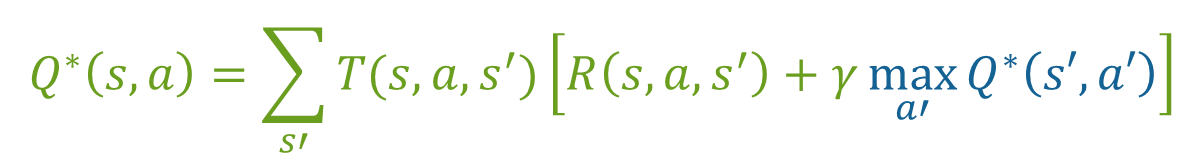 Q*(s, a) = ∑_{s′} T(s, a, s′) [R(s, a, s′) + γ max_{a′} Q*(s′, a′)]